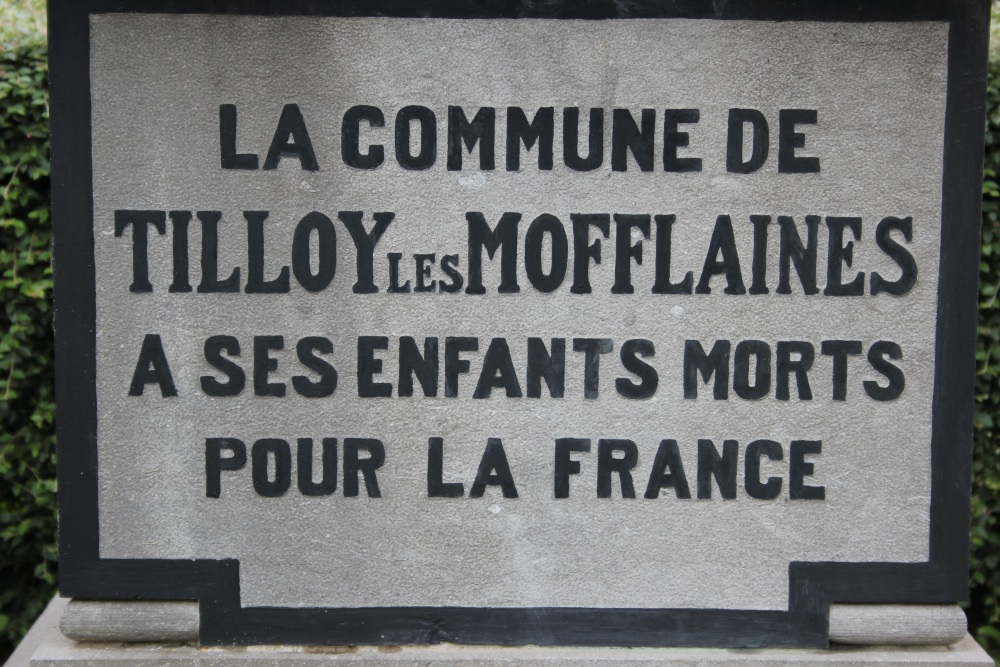 LA COMMUNE DE
TILLOY LES MOFFLAINES
A SES ENFANTS MORTS
POUR LA FRANCE